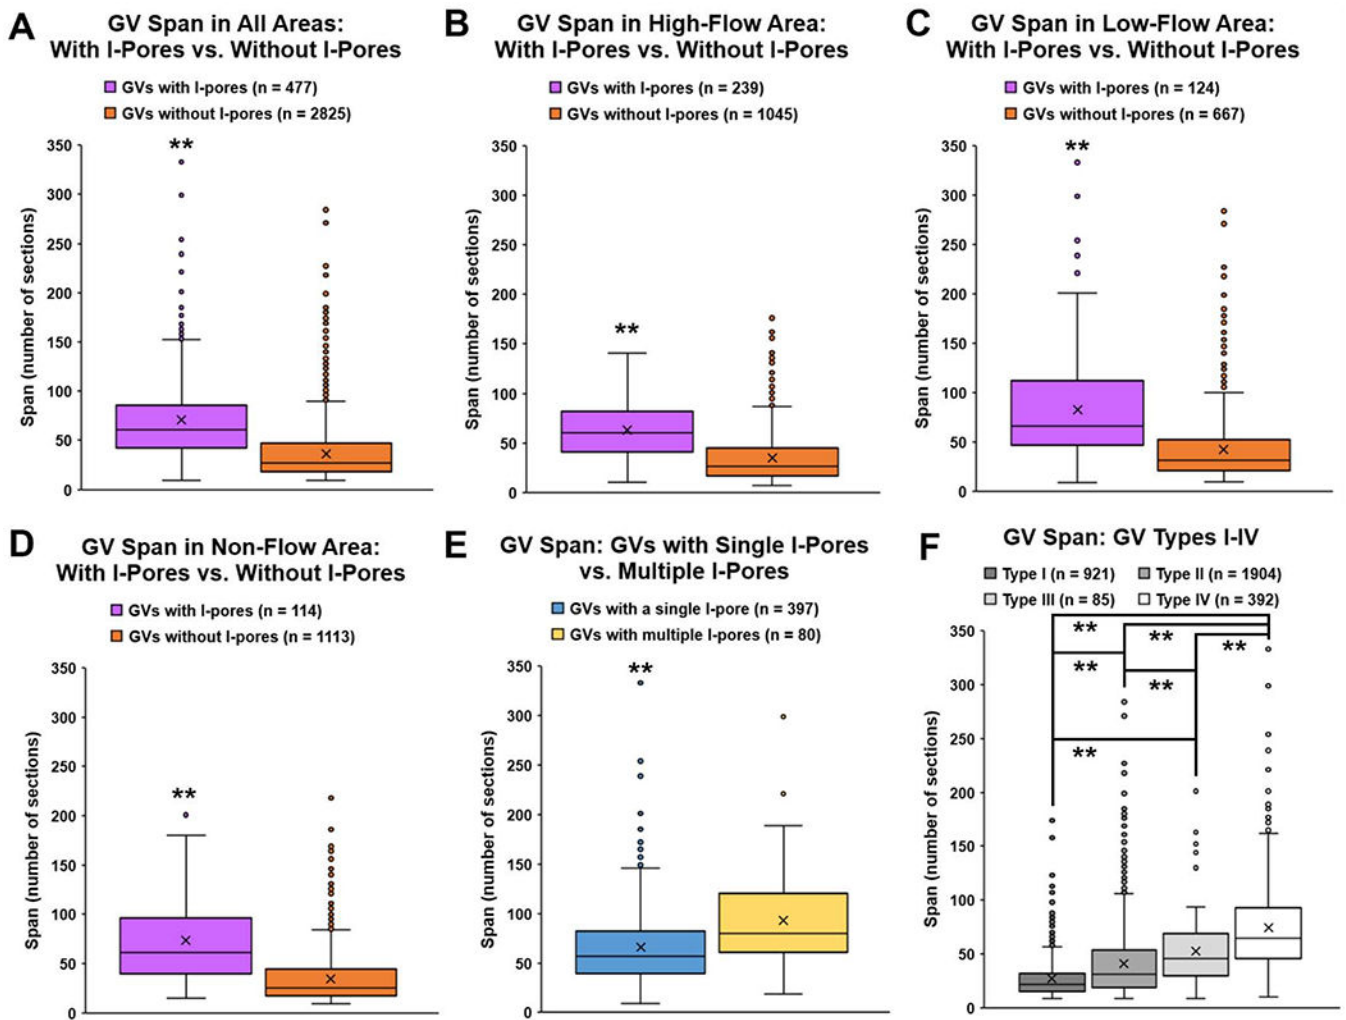 A
GV Span in All Areas:
With I-Pores vs. Without I-Pores
GVs with I-pores (n = 477)
GVs without I-pores (n = 2825)
Span (number of sections)
350
300
250
200
150
100
50
0
**
B
GV Span in High-Flow Area:
With I-Pores vs. Without I-Pores
GVs with I-pores (n = 239)
GVs without I-pores (n = 1045)
Span (number of sections)
350
300
250
200
150
100
50
0
**
C
GV Span in Low-Flow Area:
With I-Pores vs. Without I-Pores
GVs with I-pores (n = 124)
GVs without I-pores (n = 667)
Span (number of sections)
350
300
250
200
150
100
50
0
**
D
GV Span in Non-Flow Area:
With I-Pores vs. Without I-Pores
GVs with I-pores (n = 114)
GVs without I-pores (n = 1113)
Span (number of sections)
350
300
250
200
150
100
50
0
**
E
GV Span: GVs with Single I-Pores
vs. Multiple I-Pores
GVs with a single I-pore (n = 397)
GVs with multiple I-pores (n = 80)
Span (number of sections)
350
300
250
200
150
100
50
0
**
F
GV Span: GV Types I-IV
Type I (n = 921) Type II (n = 1904)
Type III (n = 85) Type IV (n = 392)
Span (number of sections)
350
300
250
200
150
100
50
0
**
**
**
**
**
**